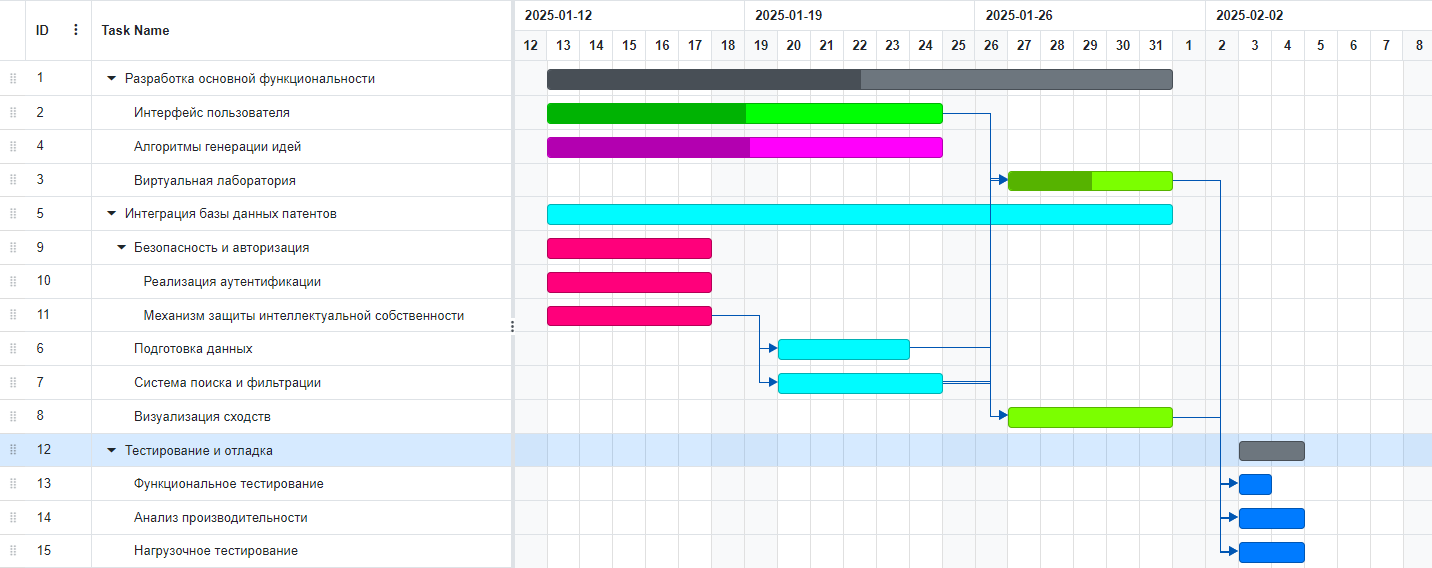 ID Task Name 2025-01-12 2025-01-19 2025-01-26 2025-02-02
12 13 14 15 16 17 18 19 20 21 22 23 24 25 26 27 28 29 30 31 1 2 3 4 5 6 7 8
1 Разработка основной функциональности
2 Интерфейс пользователя
4 Алгоритмы генерации идей
3 Виртуальная лаборатория
5 Интеграция базы данных патентов
9 Безопасность и авторизация
10 Реализация аутентификации
11 Механизм защиты интеллектуальной собственности
6 Подготовка данных
7 Система поиска и фильтрации
8 Визуализация сходств
12 Тестирование и отладка
13 Функциональное тестирование
14 Анализ производительности
15 Нагрузочное тестирование